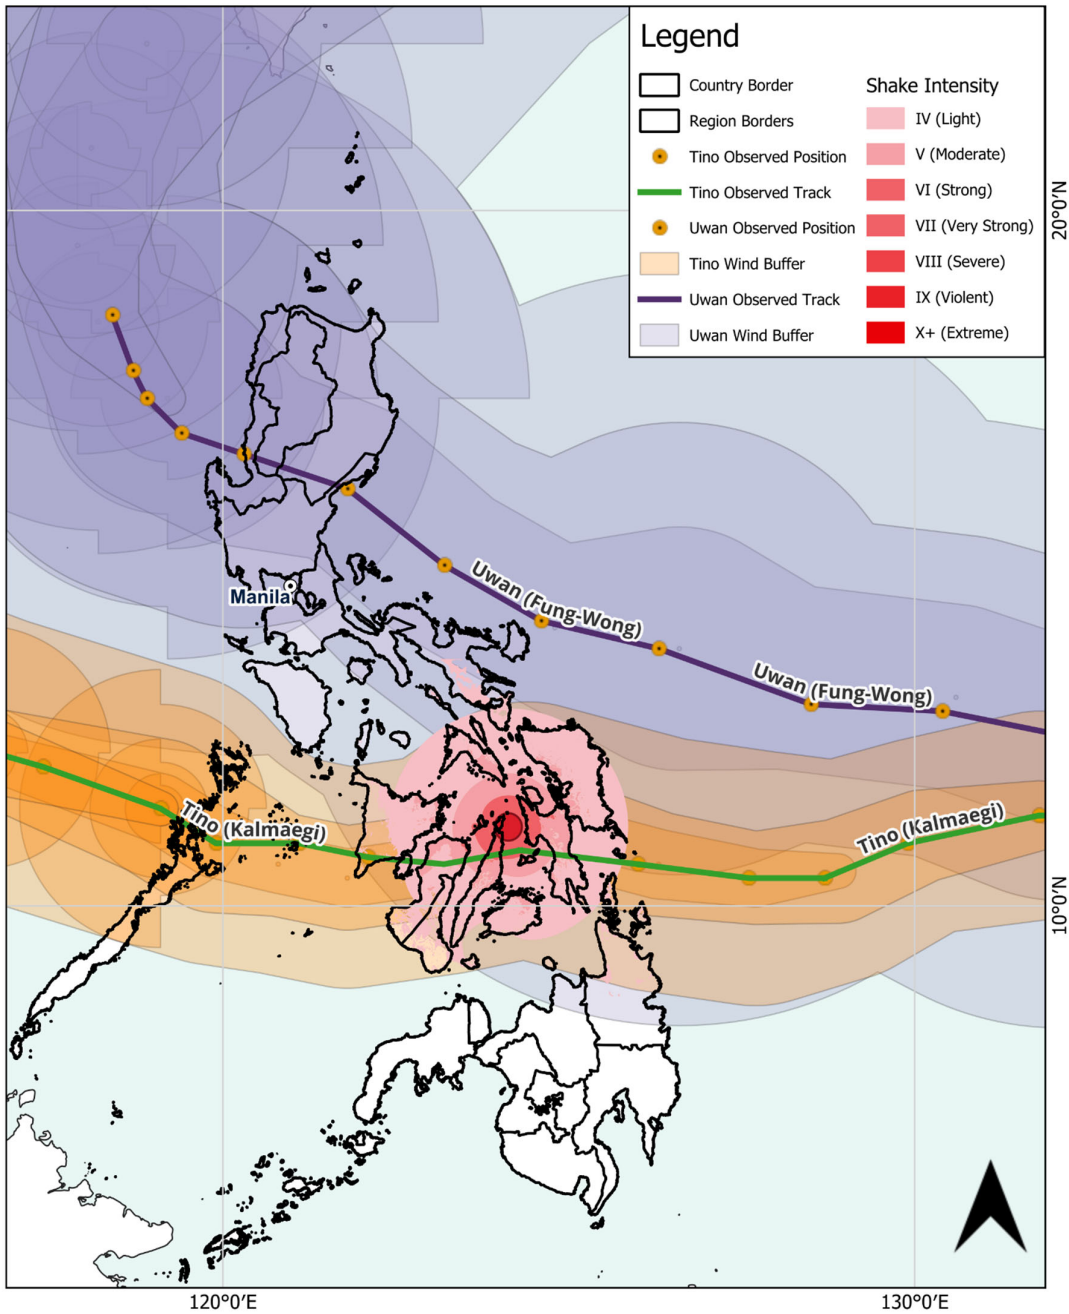 Legend
Country Border
Region Borders
Tino Observed Position
Tino Observed Track
Uwan Observed Position
Tino Wind Buffer
Uwan Observed Track
Uwan Wind Buffer
Shake Intensity
IV (Light)
V (Moderate)
VI (Strong)
VII (Very Strong)
VIII (Severe)
IX (Violent)
X+ (Extreme)
20°0′N
Uwan (Fung-Wong)
Manila
Uwan (Fung-Wong)
Tino (Kalmaegi)
Tino (Kalmaegi)
10°0′N
120°0′E
130°0′E